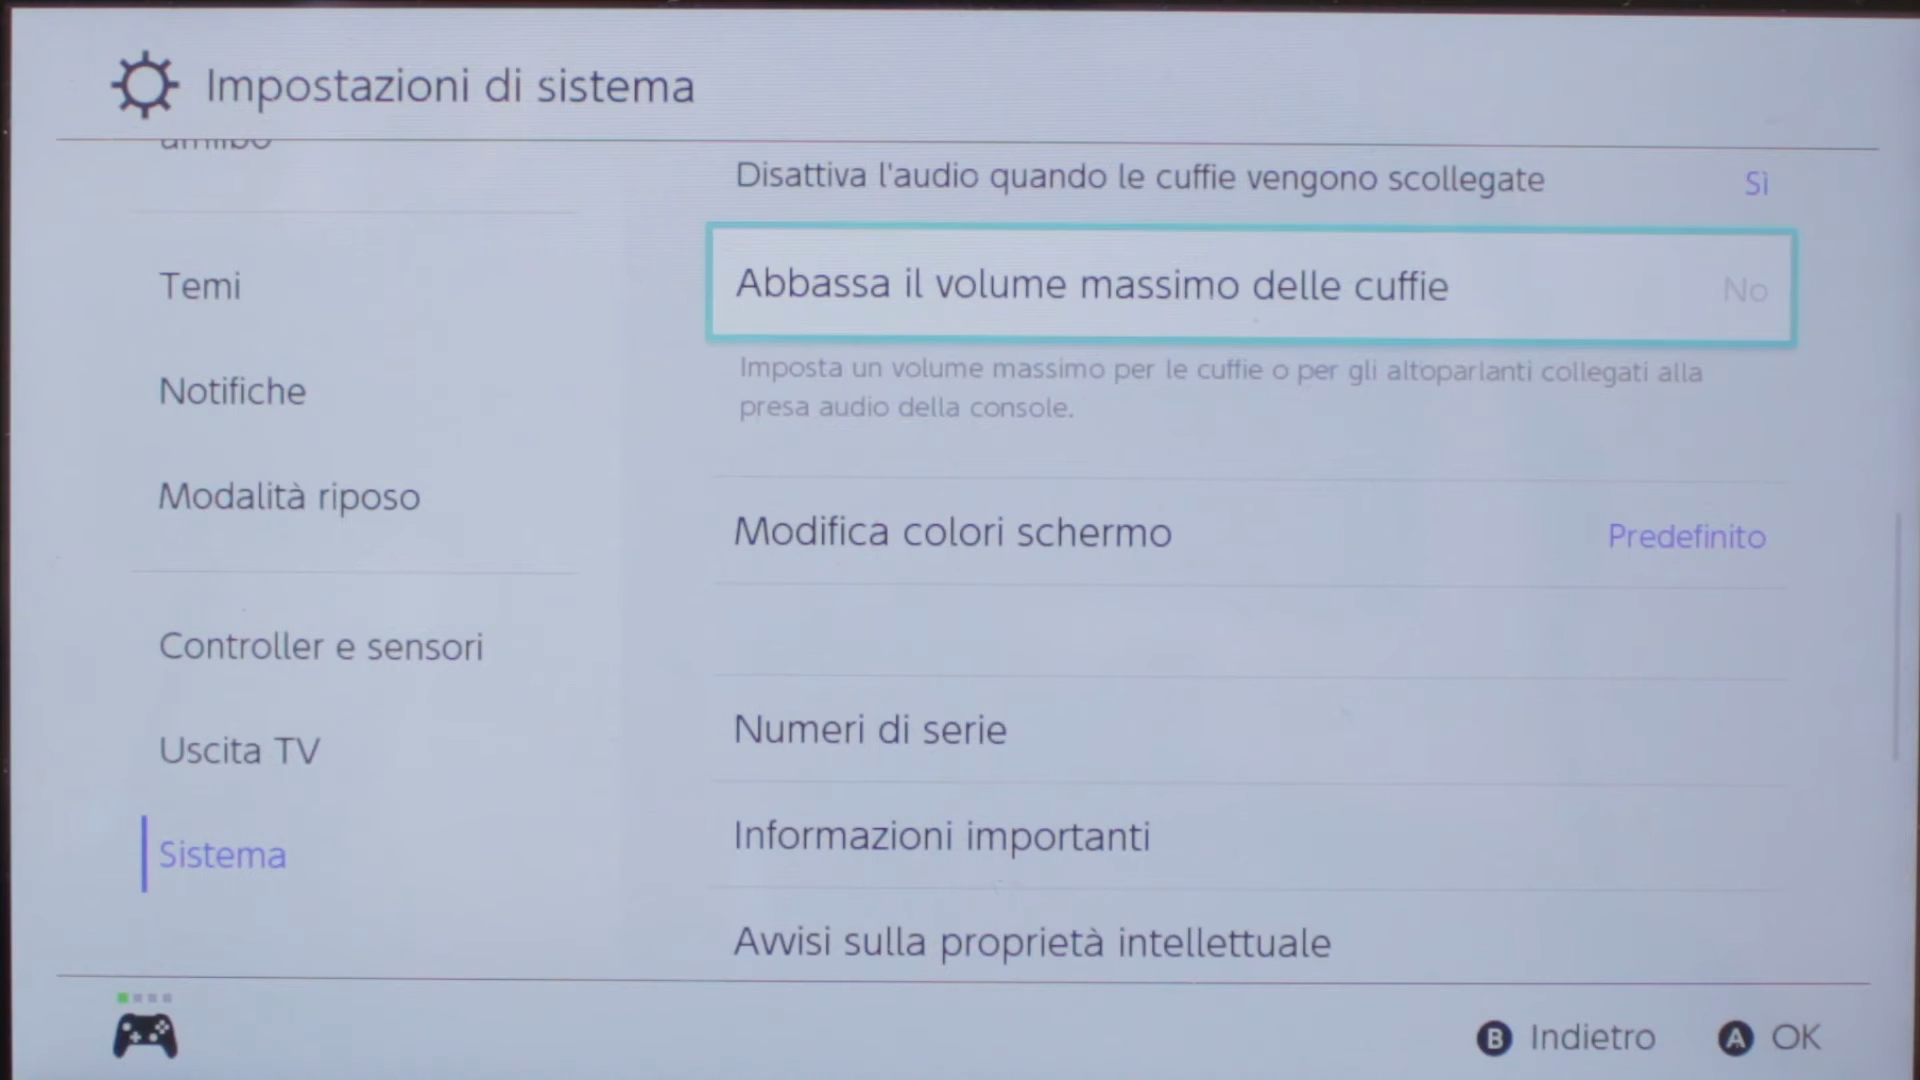 Impostazioni di sistema
amiibo
Temi
Notifiche
Modalità riposo
Controller e sensori
Uscita TV
Sistema
Disattiva l'audio quando le cuffie vengono scollegate Sì
Abbassa il volume massimo delle cuffie No
Imposta un volume massimo per le cuffie o per gli altoparlanti collegati alla
presa audio della console.
Modifica colori schermo Predefinito
Numeri di serie
Informazioni importanti
Avvisi sulla proprietà intellettuale
B Indietro A OK